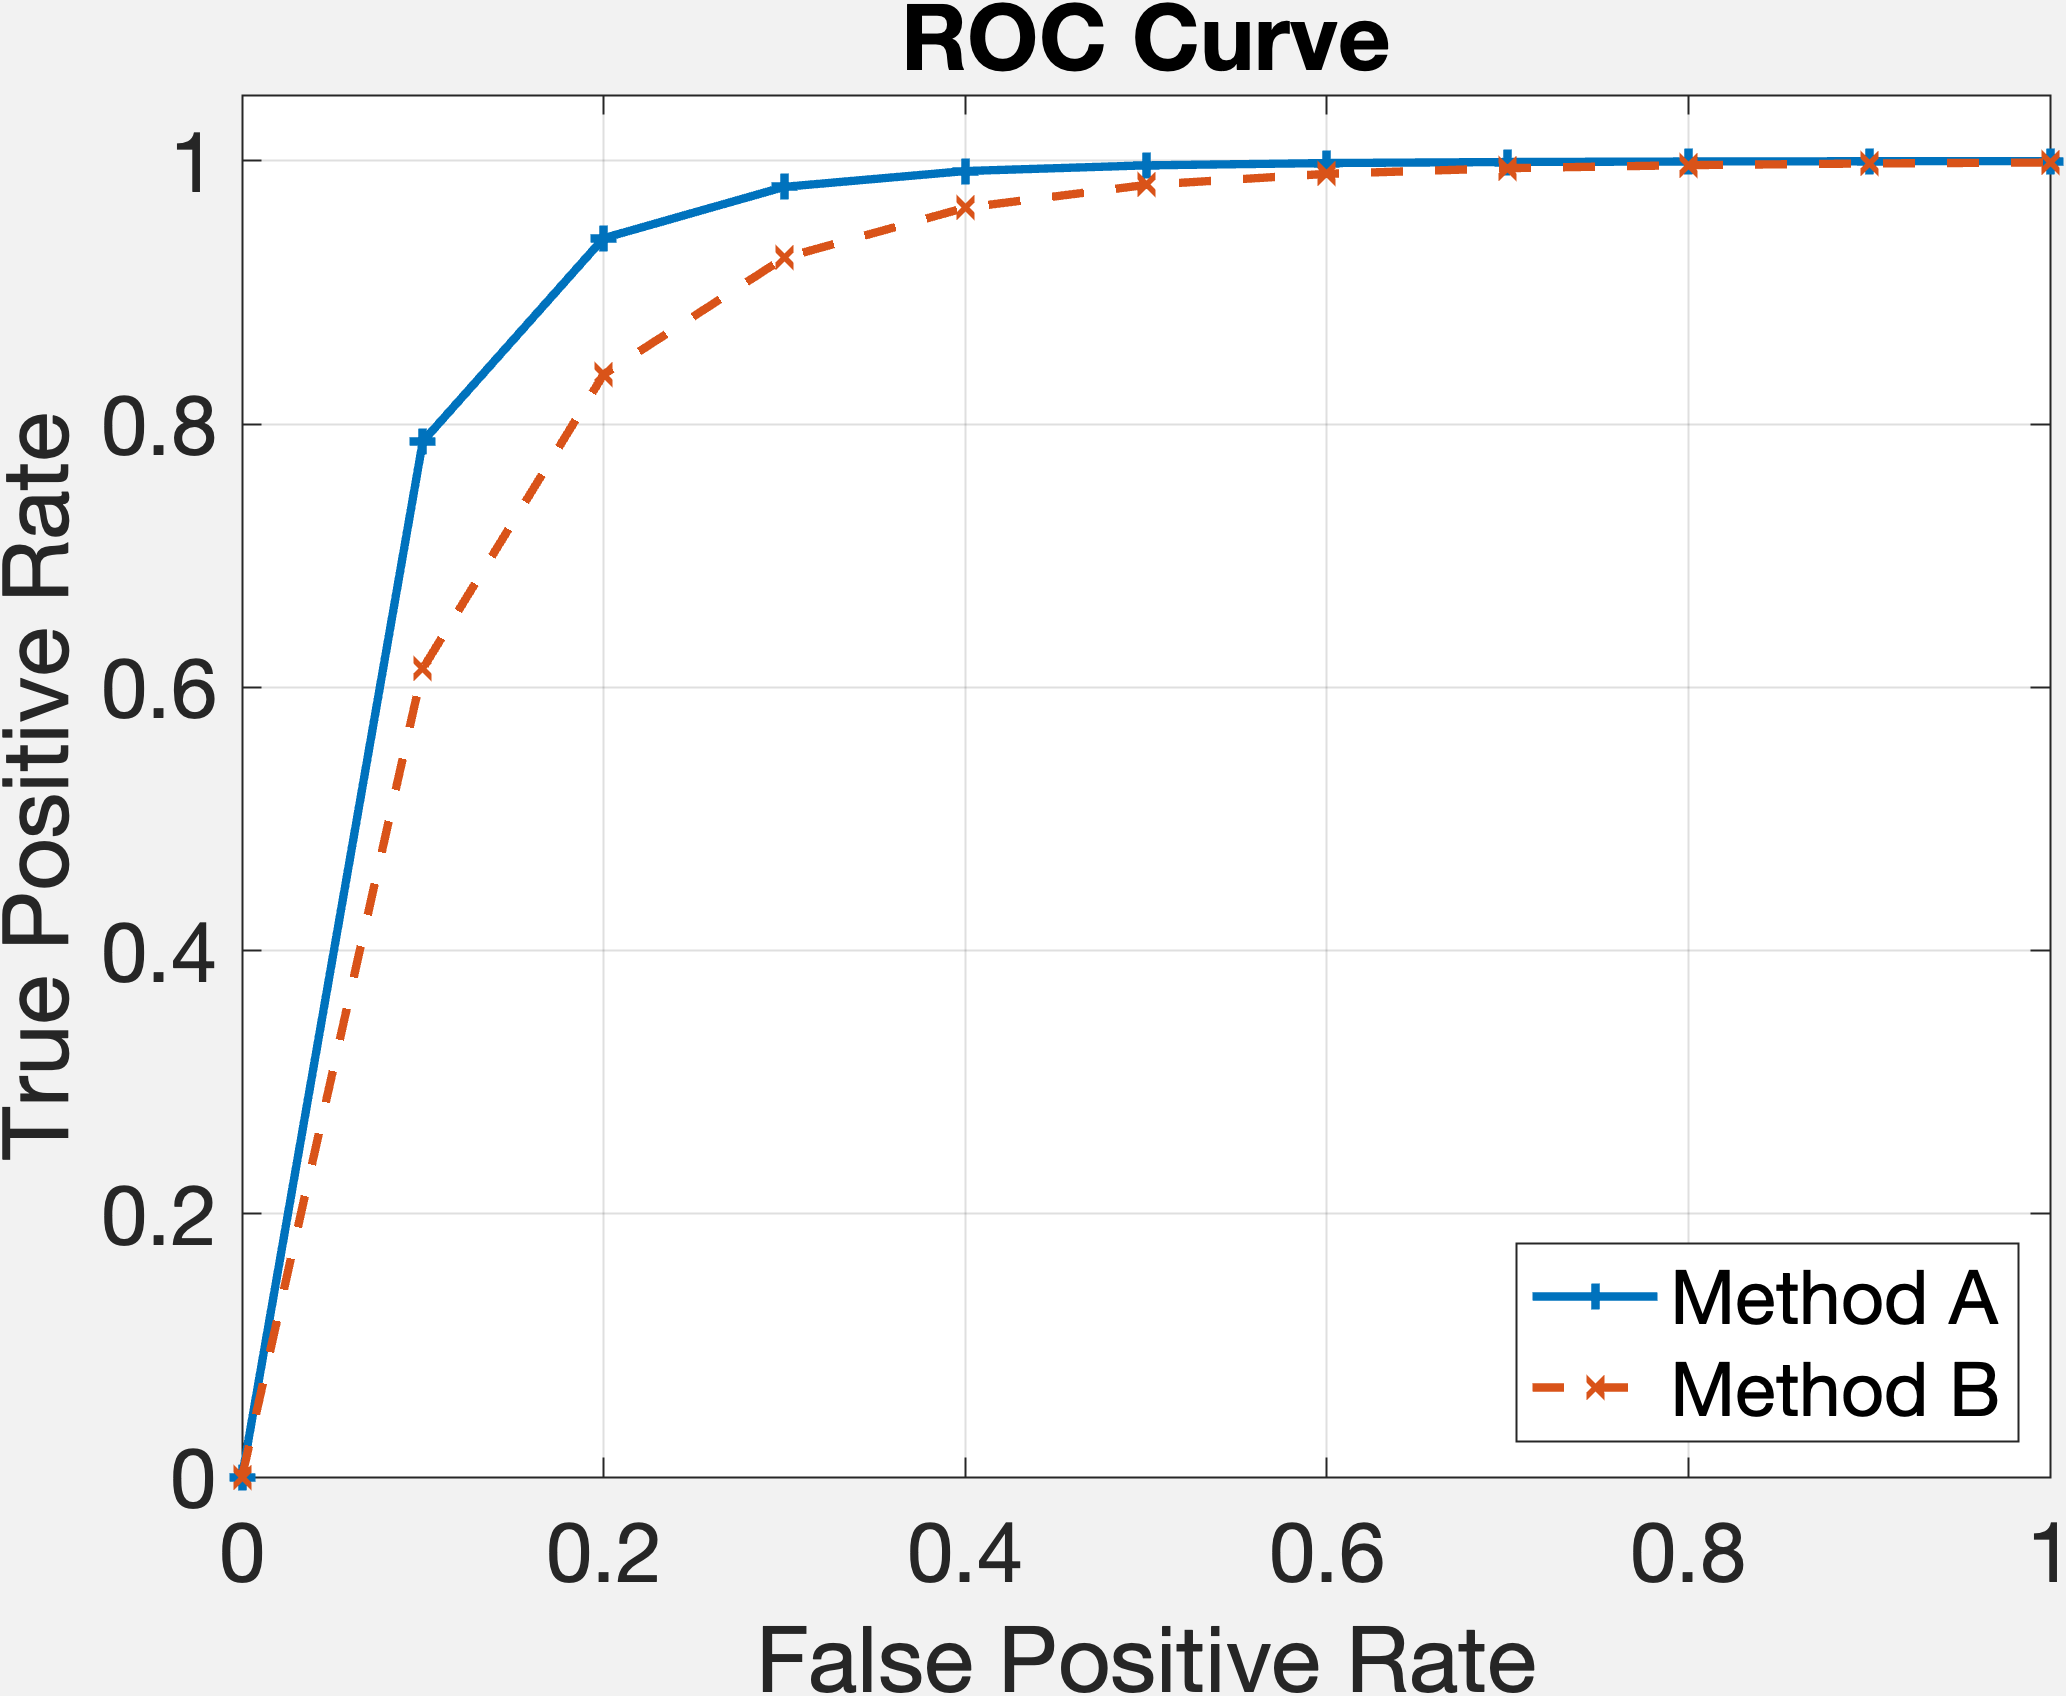 ROC Curve
True Positive Rate
1
0.8
0.6
0.4
0.2
0
0 0.2 0.4 0.6 0.8 1
False Positive Rate
Method A
Method B